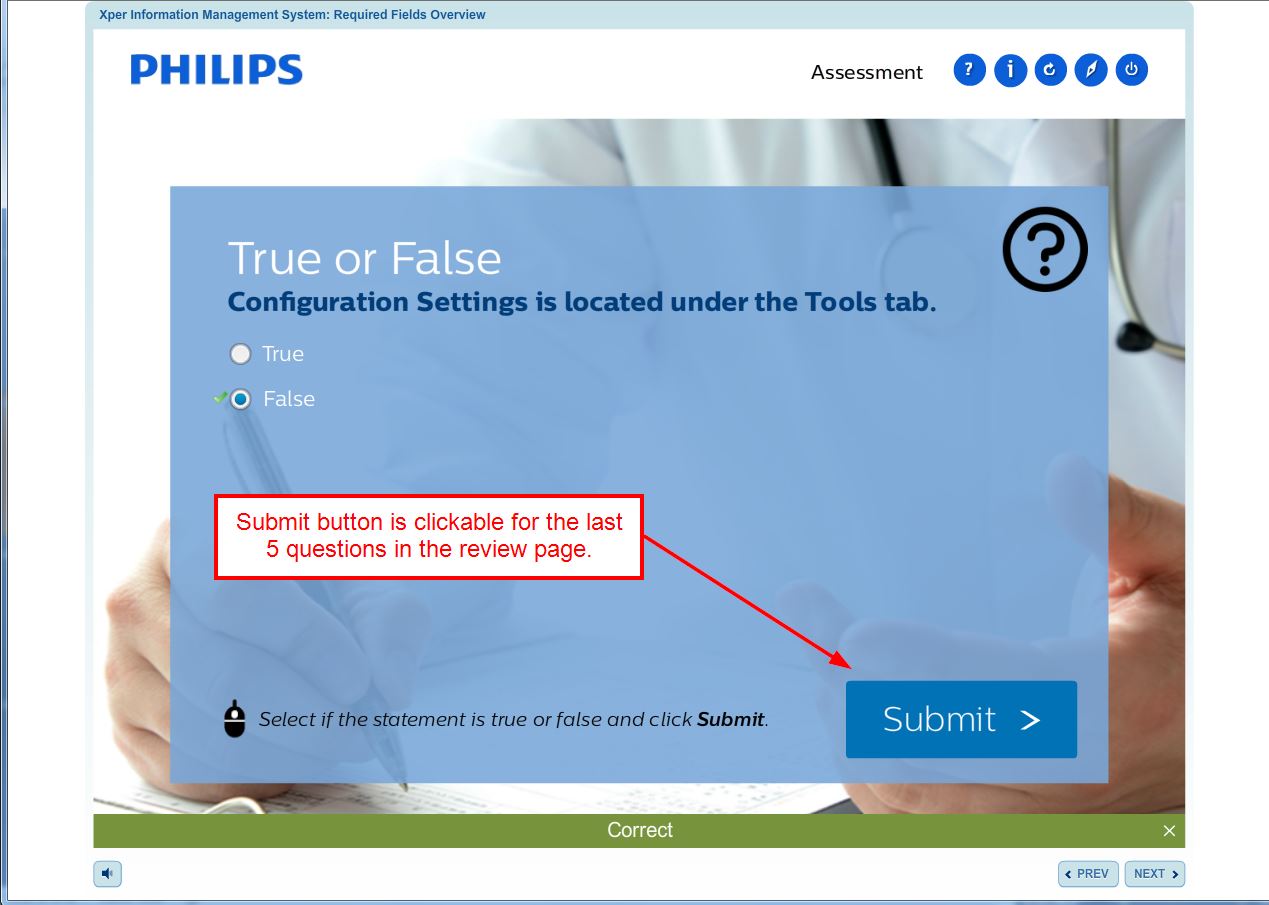 Xper Information Management System: Required Fields Overview
PHILIPS
Assessment
True or False
Configuration Settings is located under the Tools tab.
True
False
Submit button is clickable for the last
5 questions in the review page.
Select if the statement is true or false and click Submit.
Submit >
Correct
PREV
NEXT